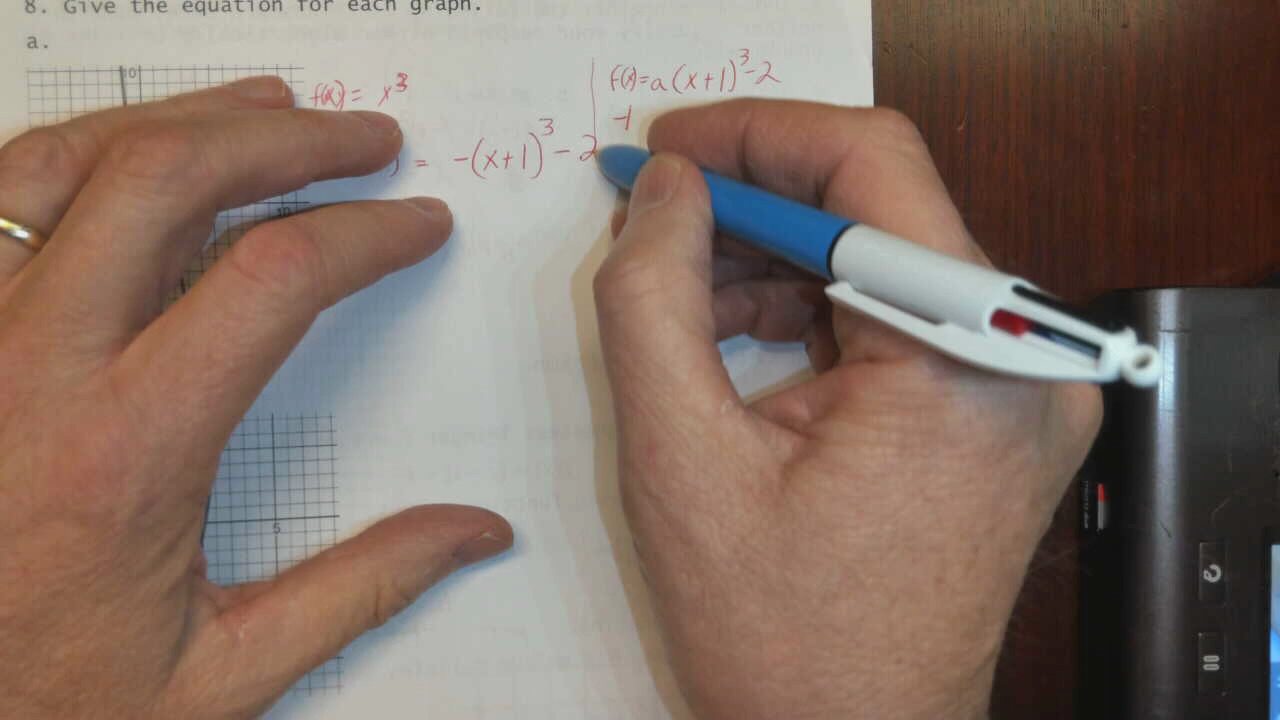 8. Give the equation for each graph.
a.
10
f(x) = x³
) = -(x+1)³ - 2
f(x) = a(x+1)³ - 2
-1
10
5